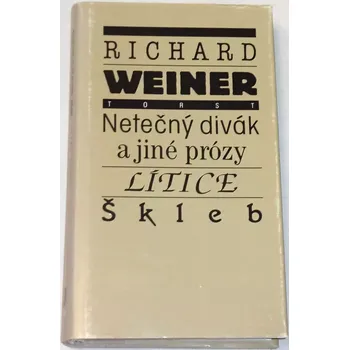 RICHARD
WEINER
TORST
Netečný divák
a jiné prózy
LÍTICE
Škleb